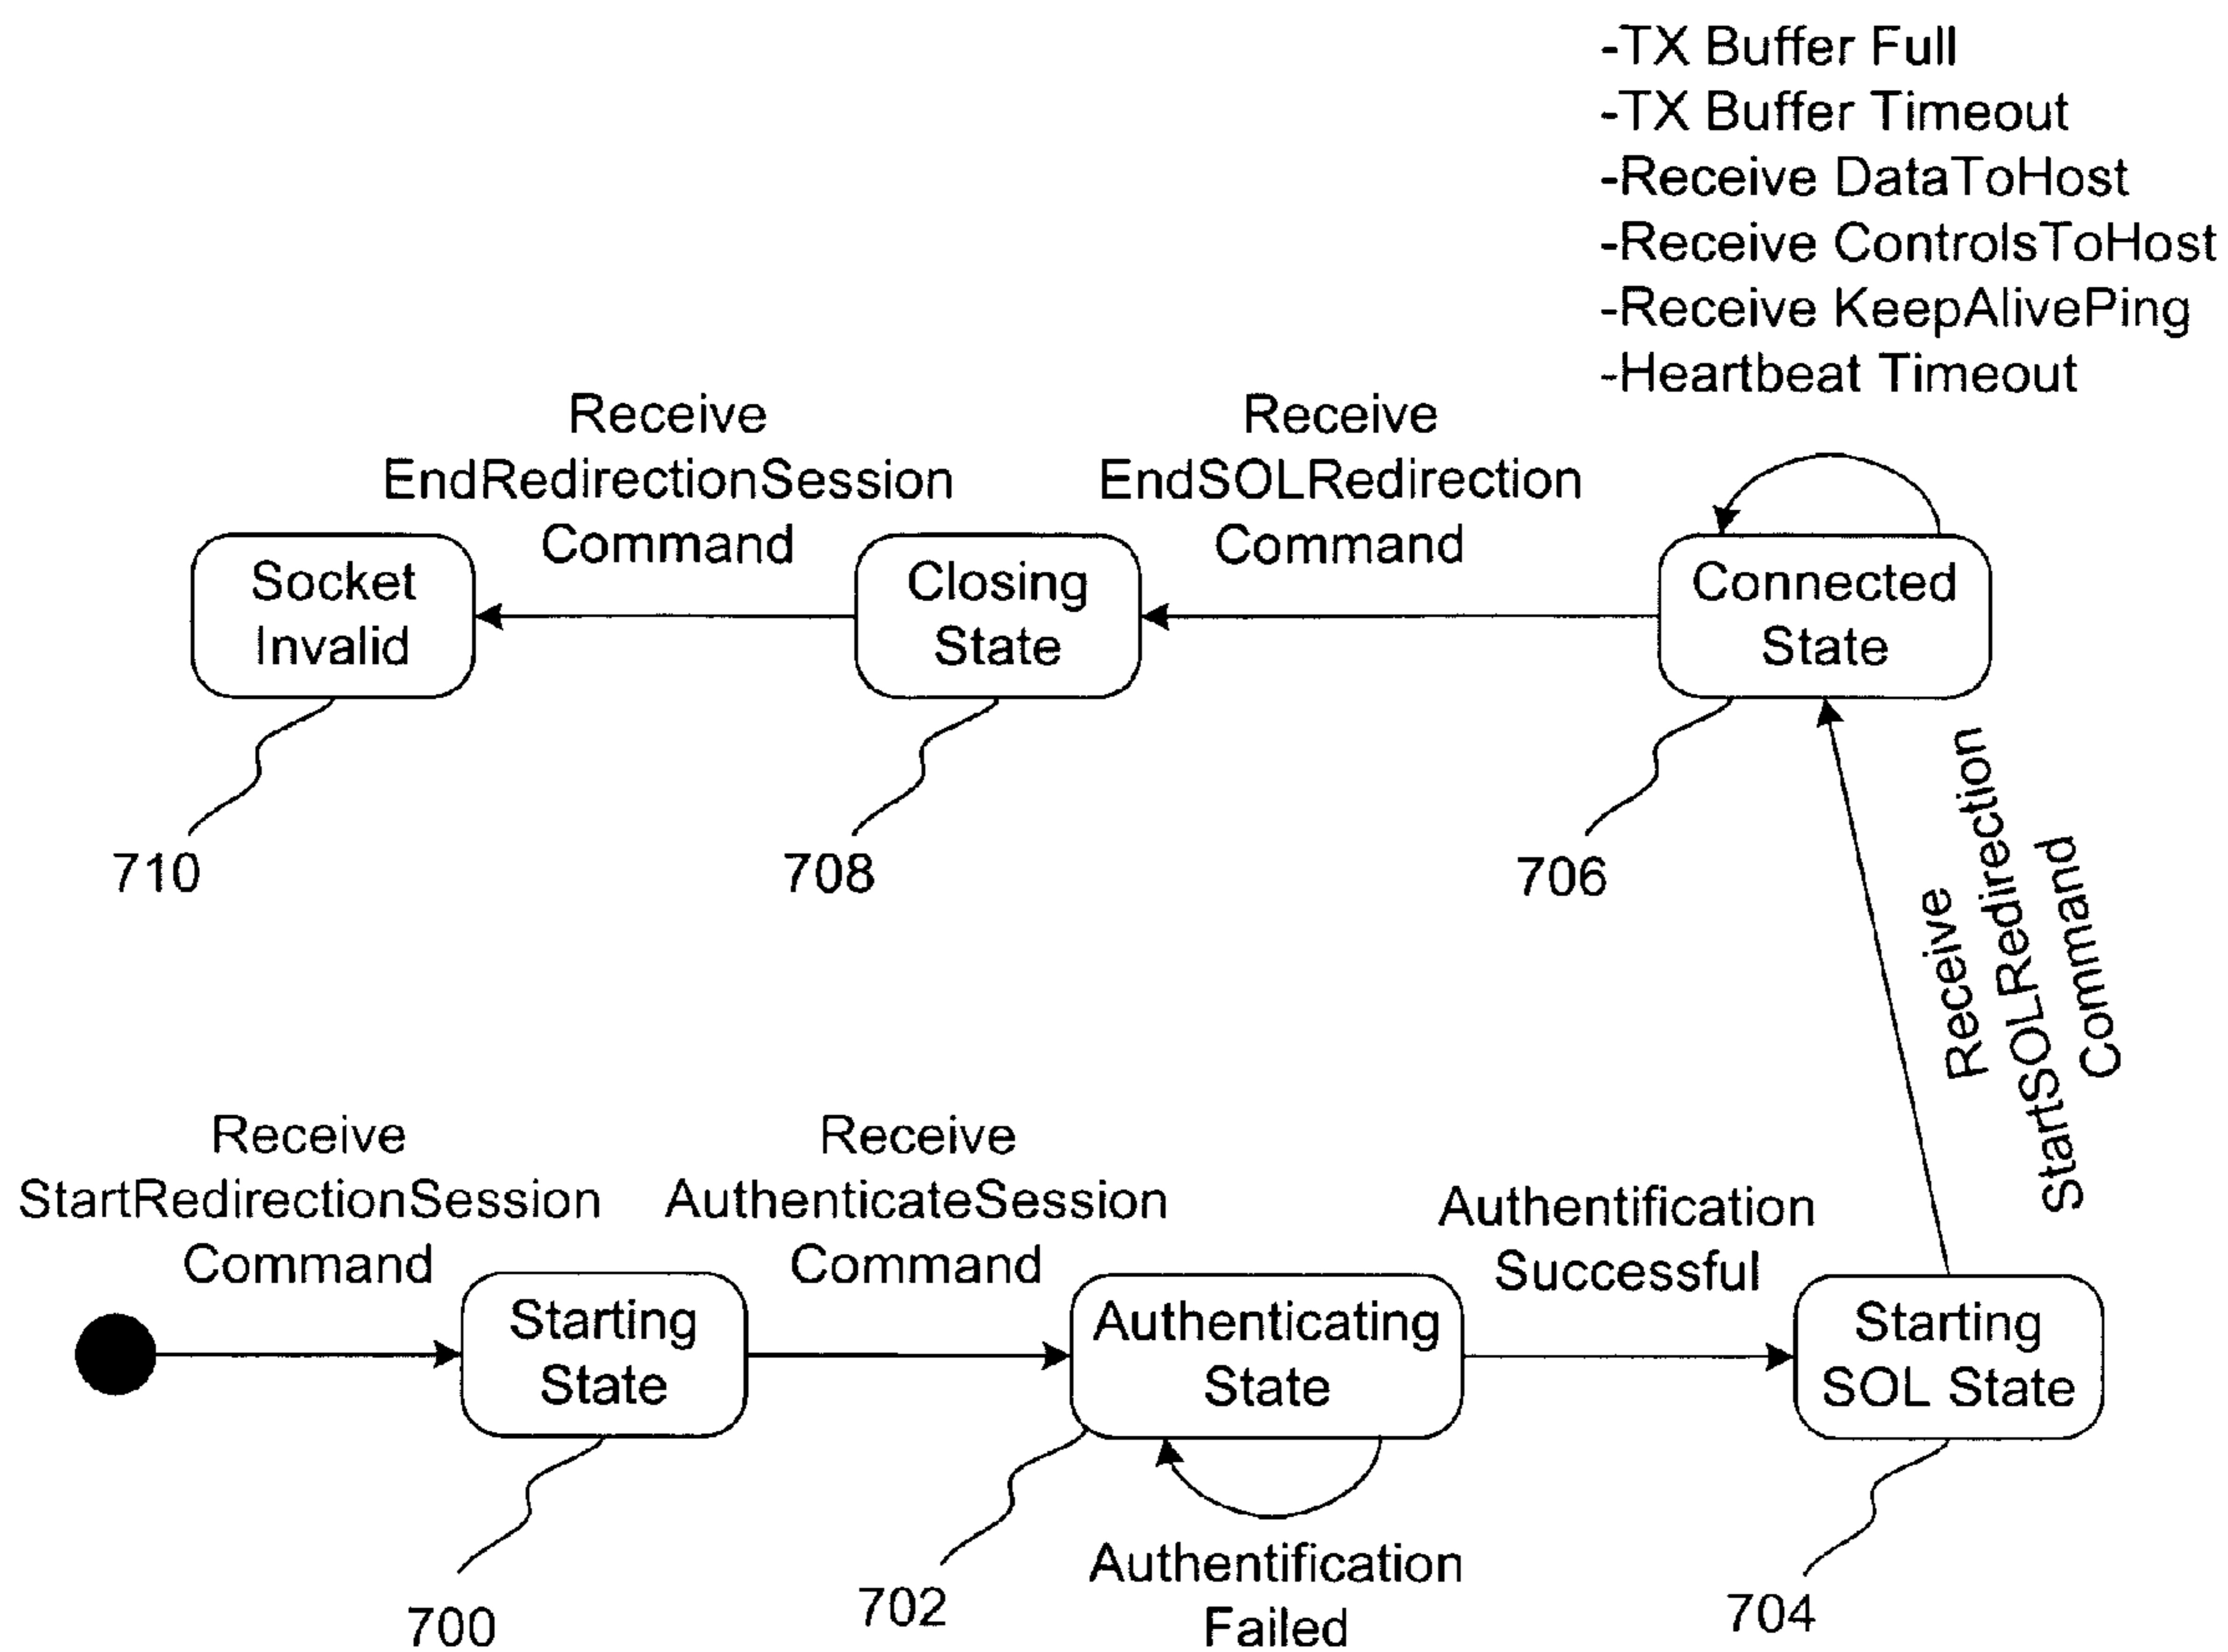 -TX Buffer Full
-TX Buffer Timeout
-Receive DataToHost
-Receive ControlsToHost
-Receive KeepAlivePing
-Heartbeat Timeout
Receive
EndRedirectionSession
Command
Receive
EndSOLRedirection
Command
Socket
Invalid
Closing
State
Connected
State
710
708
706
Receive
StartSOLRedirection
Command
Receive
StartRedirectionSession
Command
Receive
AuthenticateSession
Command
Authentification
Successful
Starting
State
Authenticating
State
Starting
SOL State
Authentification
Failed
700
702
704